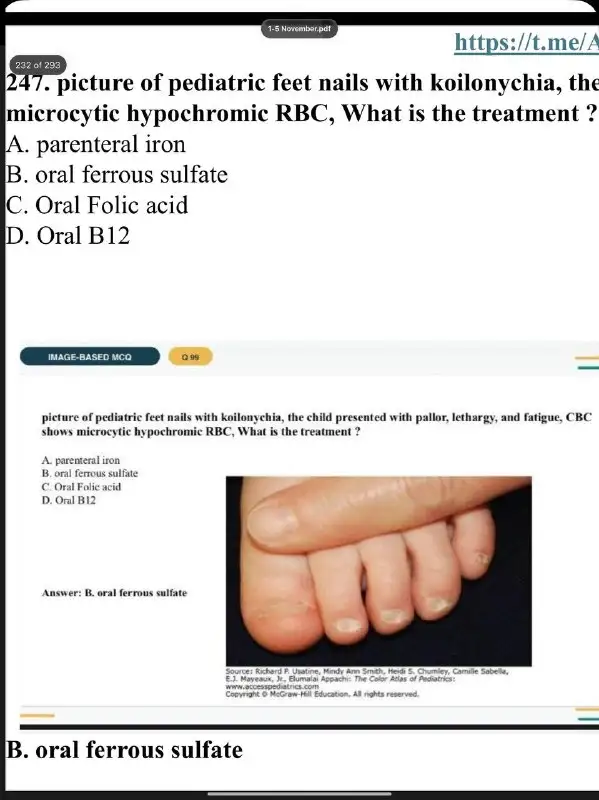 1-5 November.pdf
https://t.me/A
232 of 293
247. picture of pediatric feet nails with koilonychia, the
microcytic hypochromic RBC, What is the treatment ?
A. parenteral iron
B. oral ferrous sulfate
C. Oral Folic acid
D. Oral B12
IMAGE-BASED MCQ
Q 99
picture of pediatric feet nails with koilonychia, the child presented with pallor, lethargy, and fatigue, CBC
shows microcytic hypochromic RBC, What is the treatment ?
A. parenteral iron
B. oral ferrous sulfate
C. Oral Folic acid
D. Oral B12
Answer: B. oral ferrous sulfate
Source: Richard P. Usatine, Mindy Ann Smith, Heidi S. Chumley, Camille Sabella,
E.J. Mayeaux, Jr., Elumalai Appachi: The Color Atlas of Pediatrics:
www.accesspediatrics.com
Copyright © McGraw-Hill Education. All rights reserved.
B. oral ferrous sulfate